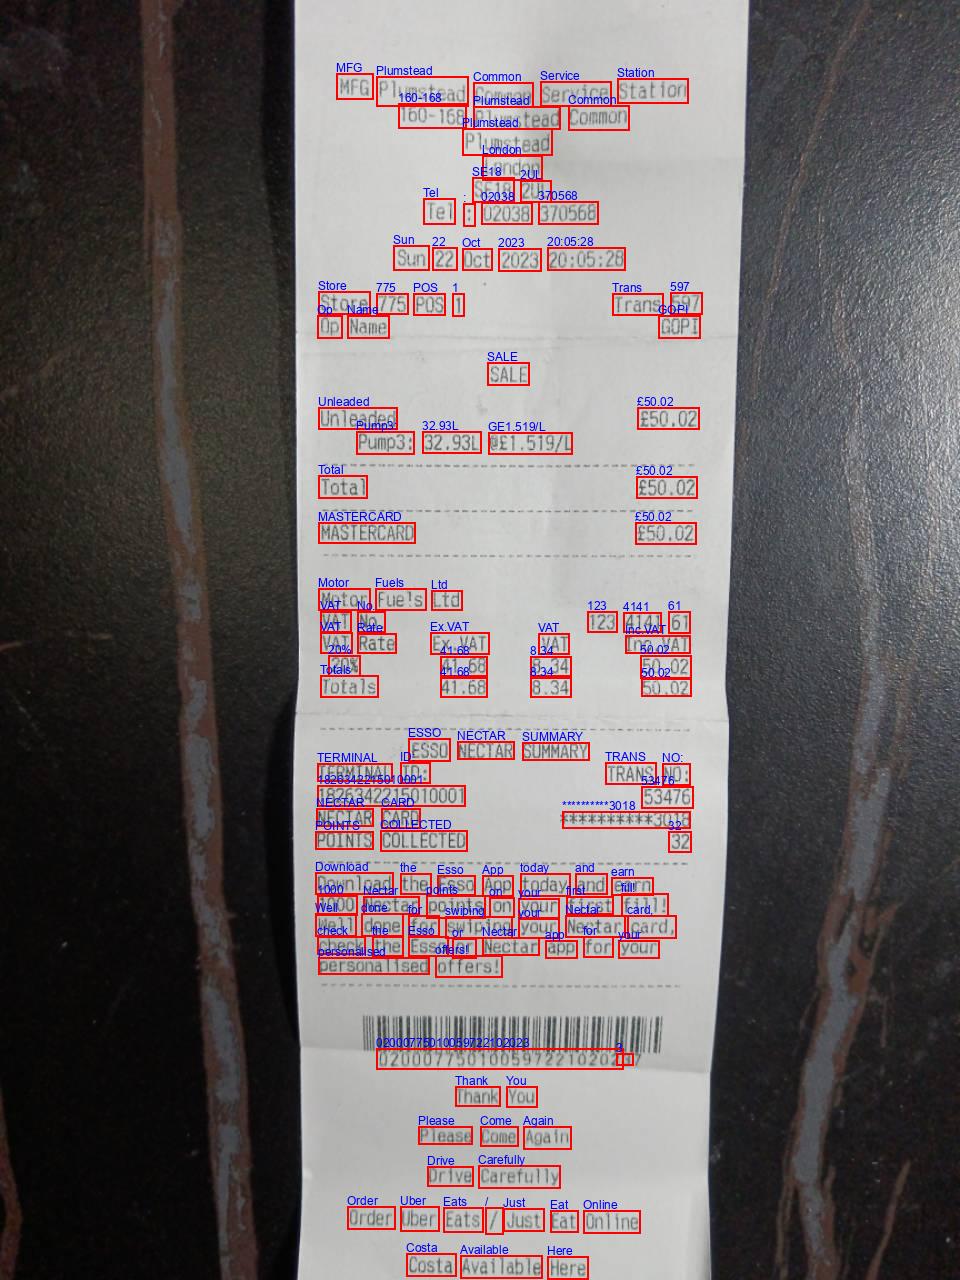 MFG Plumstead Common Service Station
160-168 Plumstead Common
Plumstead
London
SE18 2UL
Tel : 02038 370568
Sun 22 Oct 2023 20:05:28
Store 775 POS 1 Trans 597
Op Name GOPI
SALE
Unleaded £50.02
Pump3: 32.93L @£1.519/L
Total £50.02
MASTERCARD £50.02
Motor Fuels Ltd
VAT No. 123 4141 61
VAT Rate Ex.VAT VAT Inc.VAT
20% 41.68 8.34 50.02
Totals 41.68 8.34 50.02
ESSO NECTAR SUMMARY
TERMINAL ID: TRANS NO:
1826342215010001 53476
NECTAR CARD **********3018
POINTS COLLECTED 32
Download the Esso App today and earn
1000 Nectar points on your first fill!
Well done for swiping your Nectar card,
check the Esso or Nectar app for your
personalised offers!
Thank You
Please Come Again
Drive Carefully
Order Uber Eats / Just Eat Online
Costa Available Here